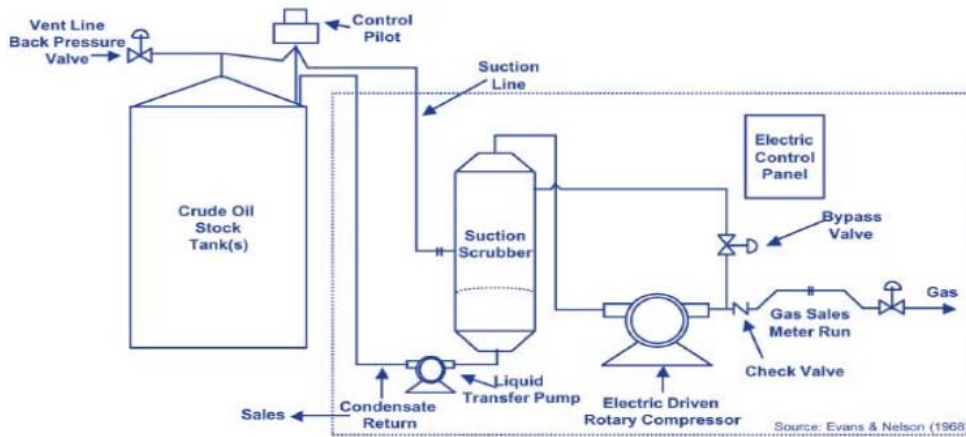 Vent Line
Back Pressure
Valve
Control
Pilot
Suction
Line
Electric
Control
Panel
Crude Oil
Stock
Tank(s)
Suction
Scrubber
Bypass
Valve
Gas
Gas Sales
Meter Run
Check Valve
Liquid
Transfer Pump
Electric Driven
Rotary Compressor
Condensate
Return
Sales
Source: Evans & Nelson (1968